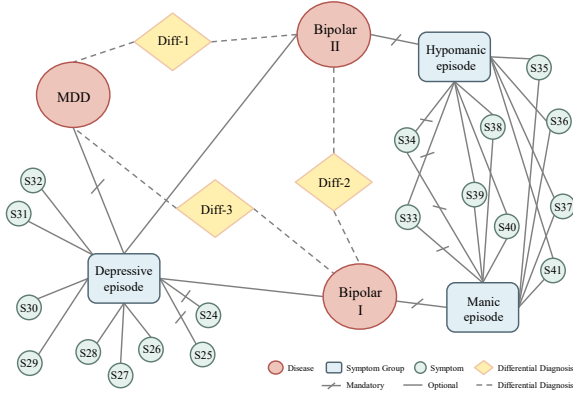 Diff-1
Bipolar
II
Hypomanic
episode
S35
MDD
S36
S38
S34
S32
Diff-2
S31
Diff-3
S39
S37
S33
S40
Depressive
episode
S41
Bipolar
I
Manic
episode
S30
S24
S28
S26
S25
S29
S27
Disease
Symptom Group
Symptom
Differential Diagnosis
Mandatory
Optional
Differential Diagnosis